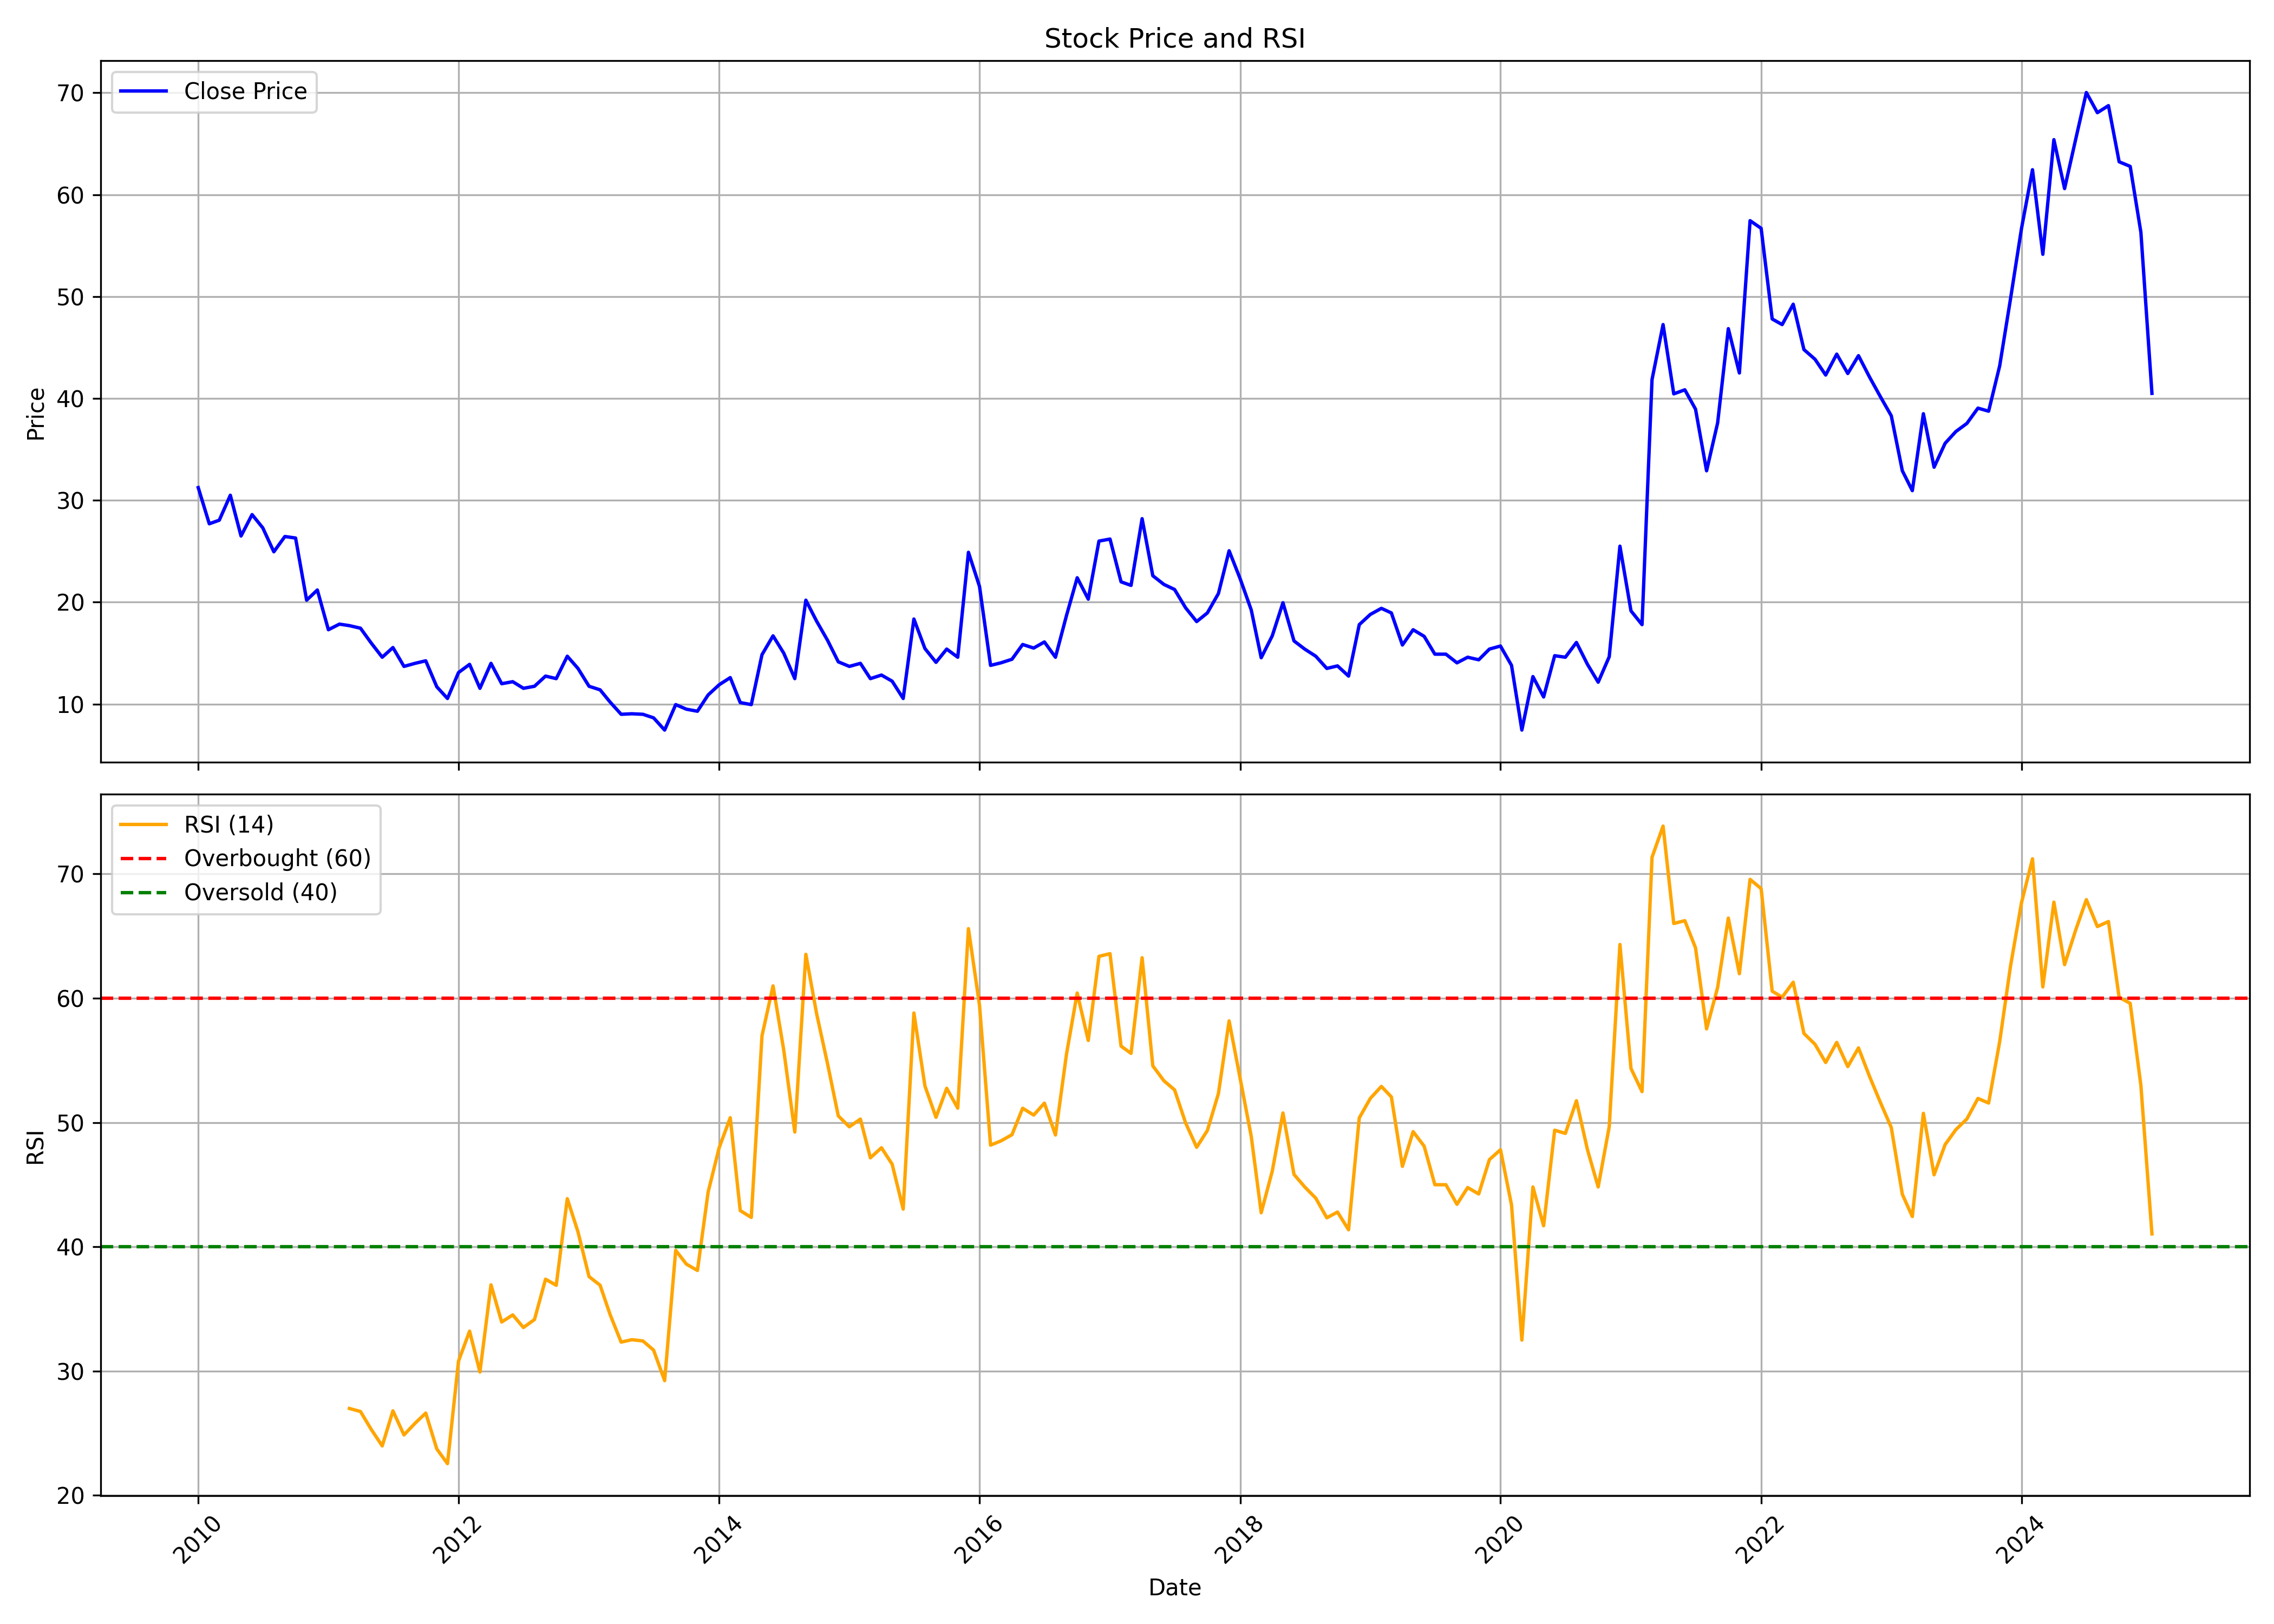 Stock Price and RSI
Close Price
70
60
50
40
30
20
10
Price
RSI (14)
Overbought (60)
Oversold (40)
70
60
50
40
30
20
RSI
2010 2012 2014 2016 2018 2020 2022 2024
Date